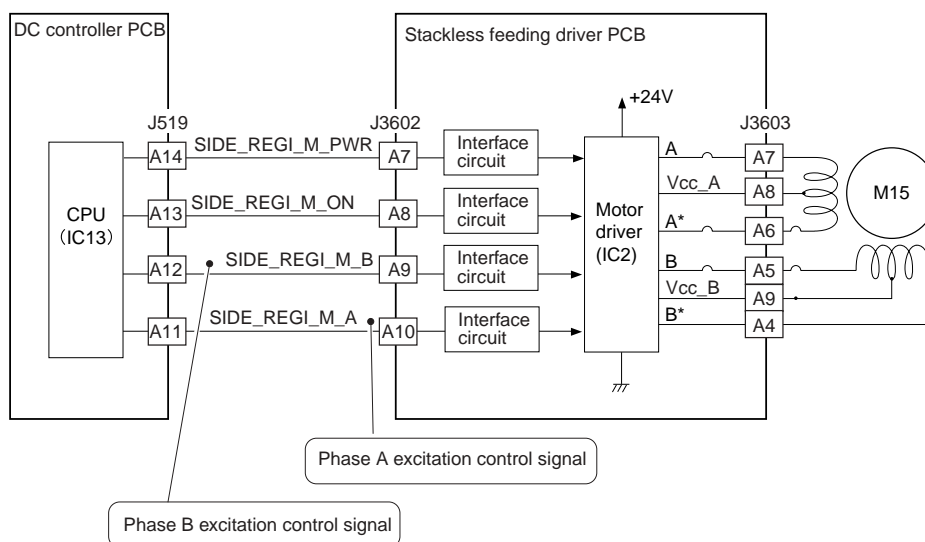 DC controller PCB
Stackless feeding driver PCB
+24V
J519
J3602
J3603
A14
SIDE_REGI_M_PWR
A7
Interface
circuit
A
A7
A13
SIDE_REGI_M_ON
A8
Interface
circuit
Vcc_A
A8
M15
CPU
(IC13)
Motor
driver
(IC2)
A*
A6
A12
SIDE_REGI_M_B
A9
Interface
circuit
B
A5
Vcc_B
A9
A11
SIDE_REGI_M_A
A10
Interface
circuit
B*
A4
Phase A excitation control signal
Phase B excitation control signal